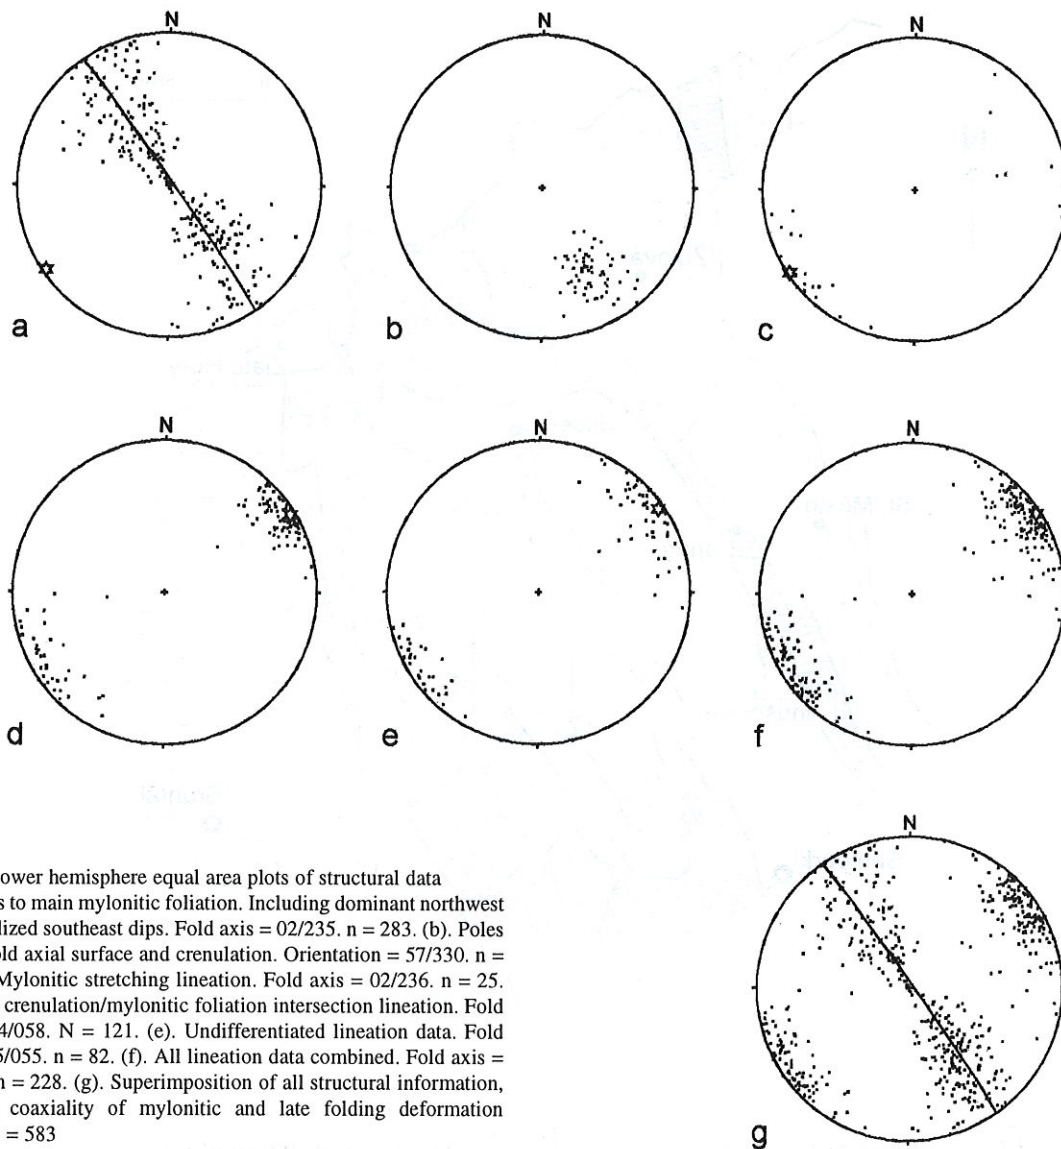 N
N
N
a
b
c
N
N
N
d
e
f
N
ower hemisphere equal area plots of structural data
s to main mylonitic foliation. Including dominant northwest
lized southeast dips. Fold axis = 02/235. n = 283. (b). Poles
old axial surface and crenulation. Orientation = 57/330. n =
Mylonitic stretching lineation. Fold axis = 02/236. n = 25.
crenulation/mylonitic foliation intersection lineation. Fold
4/058. N = 121. (e). Undifferentiated lineation data. Fold
5/055. n = 82. (f). All lineation data combined. Fold axis =
n = 228. (g). Superimposition of all structural information,
coaxiality of mylonitic and late folding deformation
= 583
g